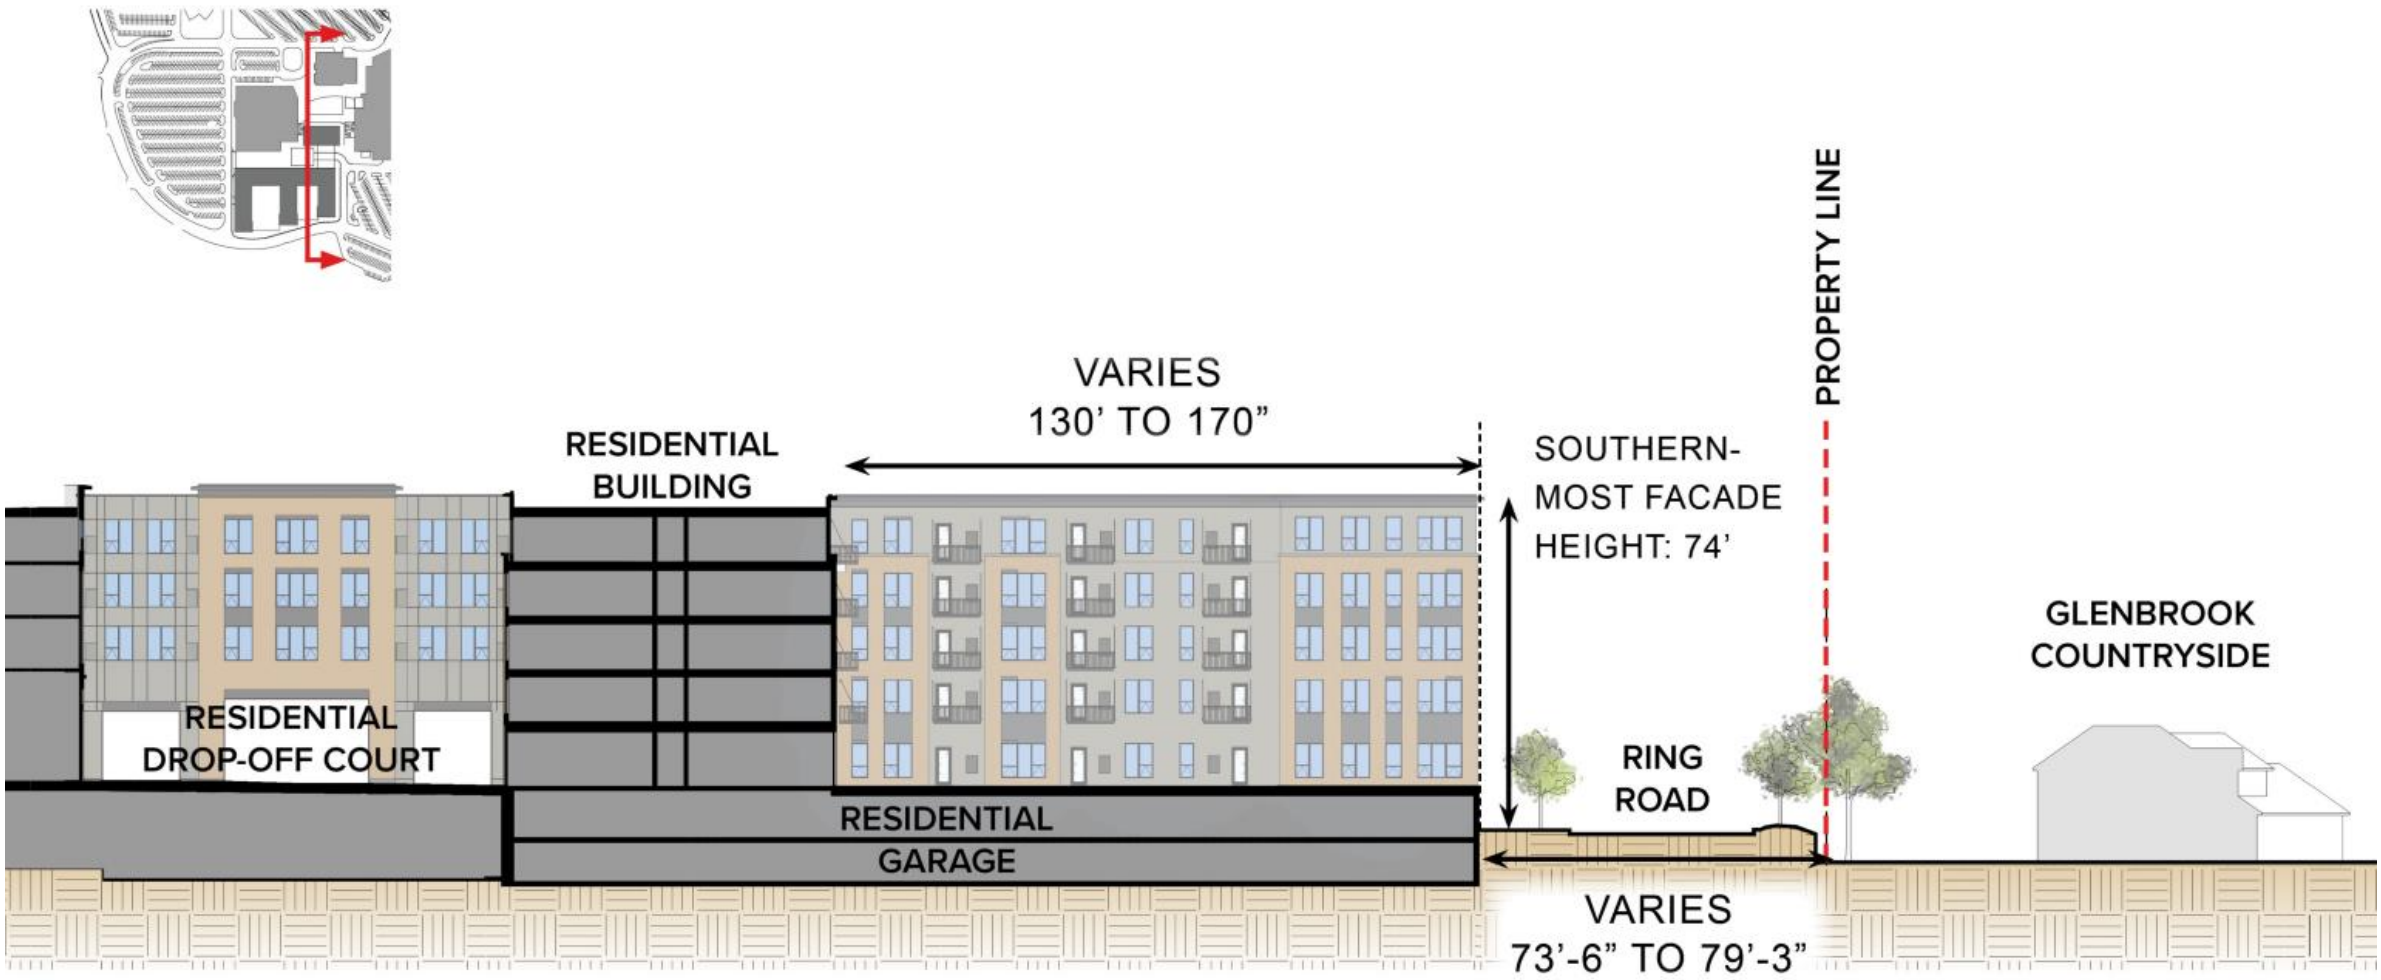 PROPERTY LINE
VARIES
130’ TO 170”
RESIDENTIAL
BUILDING
SOUTHERN-
MOST FACADE
HEIGHT: 74’
GLENBROOK
COUNTRYSIDE
RESIDENTIAL
DROP-OFF COURT
RING
ROAD
RESIDENTIAL
GARAGE
VARIES
73’-6” TO 79’-3”